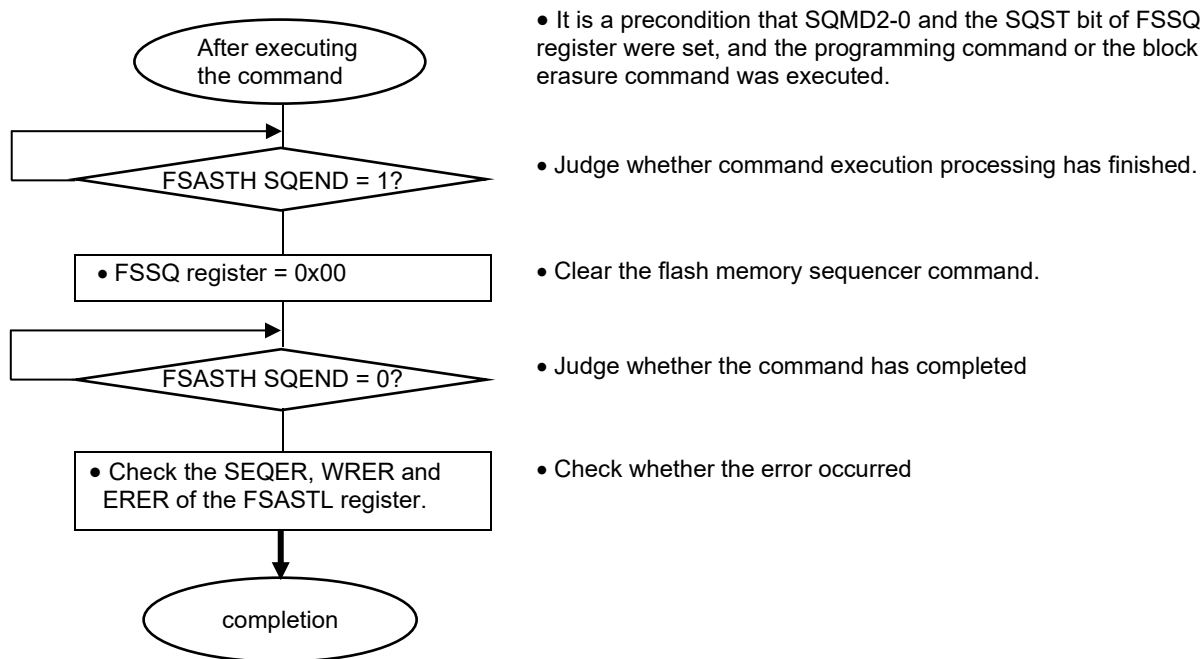 After executing
the command
• It is a precondition that SQMD2-0 and the SQST bit of FSSQ
register were set, and the programming command or the block
erasure command was executed.
FSASTH SQEND = 1?
• Judge whether command execution processing has finished.
• FSSQ register = 0x00
• Clear the flash memory sequencer command.
FSASTH SQEND = 0?
• Judge whether the command has completed
• Check the SEQER, WRER and
ERER of the FSASTL register.
• Check whether the error occurred
completion